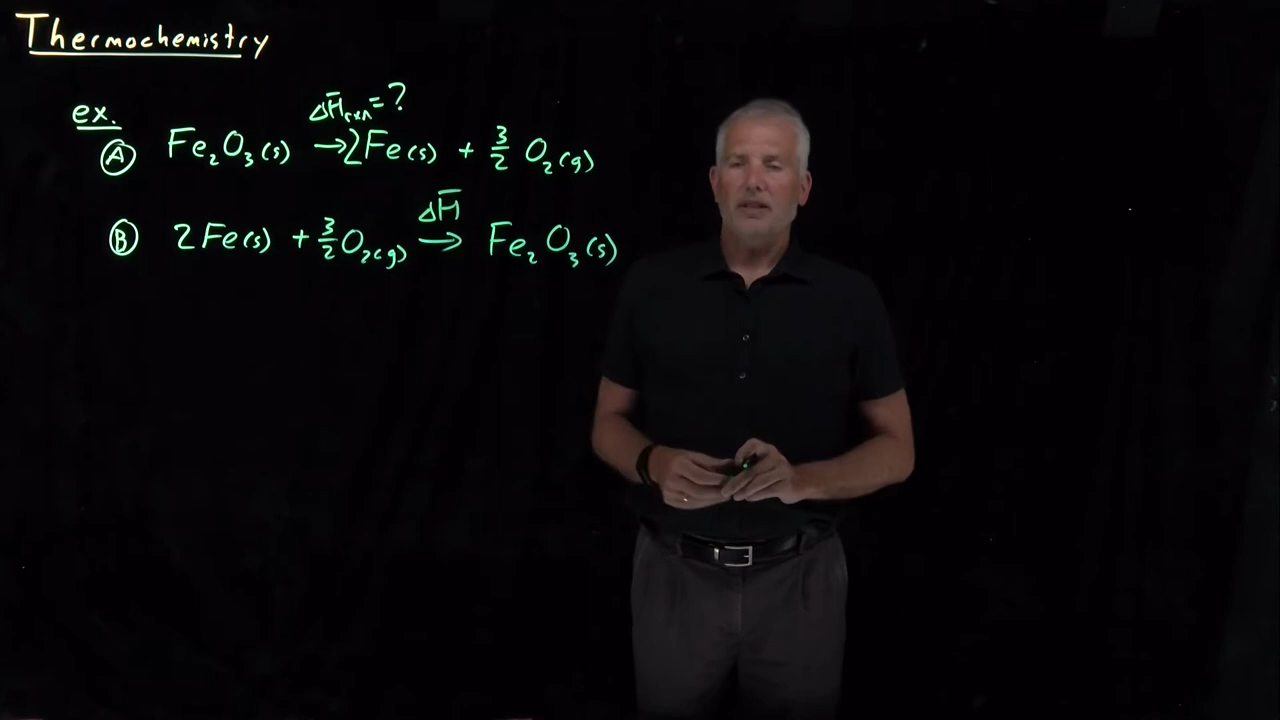 Thermochemistry
ex.
ΔH̅rxn = ?
Ⓐ Fe₂O₃(s) → 2Fe(s) + 3/2 O₂(g)
ΔH̅
Ⓑ 2Fe(s) + 3/2 O₂(g) → Fe₂O₃(s)